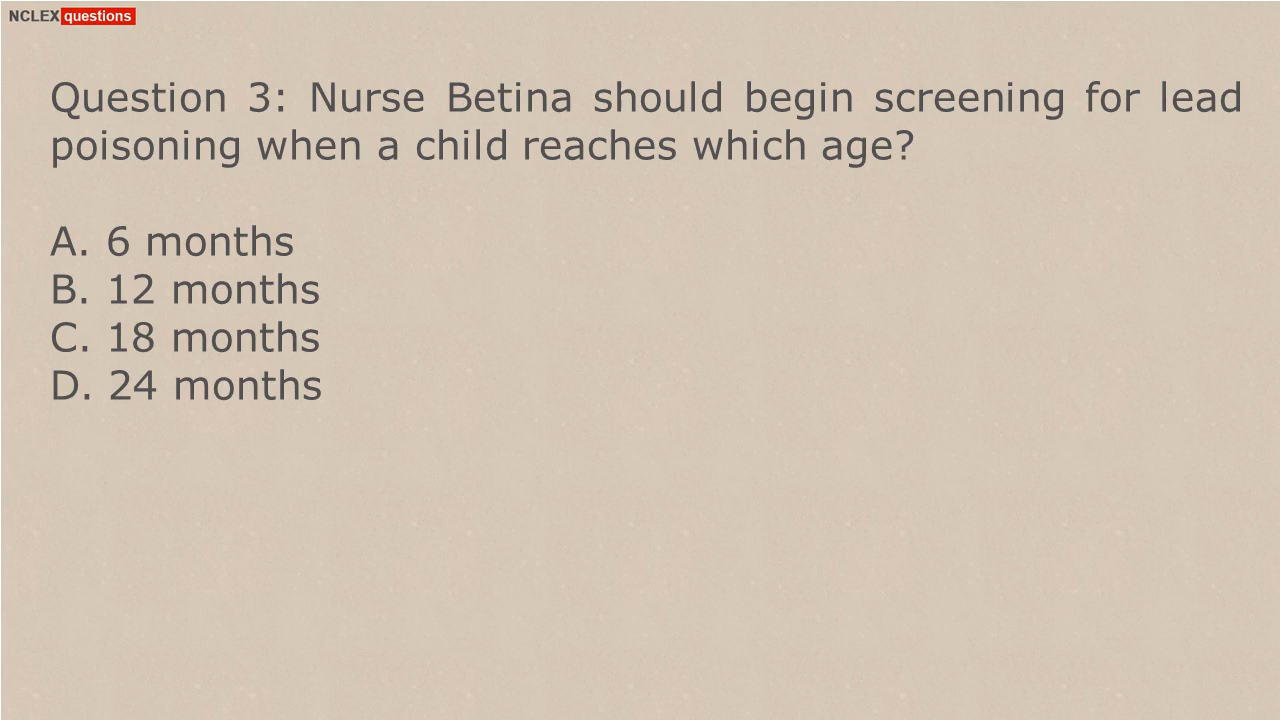 NCLEX questions
Question 3: Nurse Betina should begin screening for lead
poisoning when a child reaches which age?
A. 6 months
B. 12 months
C. 18 months
D. 24 months